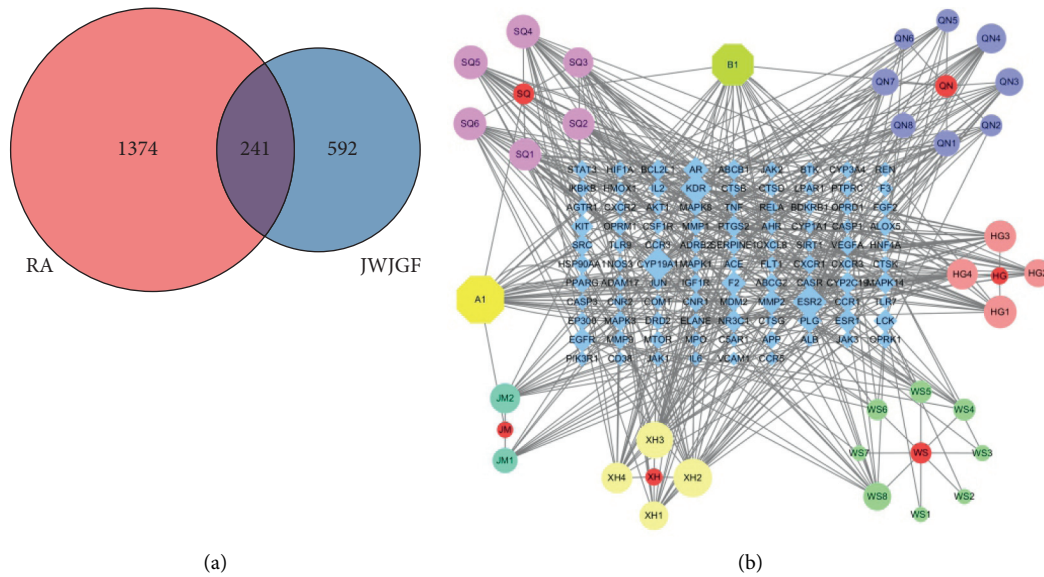 1374 241 592
RA JWJGF
(a)
SQ4 SQ3 SQ5 SQ SQ6 SQ2 SQ1
B1
QN5 QN6 QN4 QN7 QN QN3 QN8 QN2 QN1
STAT3 HIF1A BCL2L1 AR ABCB1 JAK2 BTK CYP3A4 REN
IKBKB HMOX1 IL2 KDR CTSB CTSD LPAR1 PTPRC F3
AGTR1 CXCR2 AKT1 MAPK8 TNF RELA BDKRB1 OPRD1 EGF2
KIT OPRM1 CSF1R MMP1 PTGS2 AHR CYP1A1 CASP1 ALOX5
SRC TLR9 CCR3 ADRB2 SERPINE1 CXCL8 SIRT1 VEGFA HNF4A
HSP90AA1 NOS3 CYP19A1 MAPK1 ACE FLT1 CXCR1 CXCR3 CTSK
PPARG ADAM17 JUN IGF1R F2 ABCG2 CASR CYP2C19 MAPK14
CASP3 CNR2 COMT CNR1 MDM2 MMP2 ESR2 CCR1 TLR7
EP300 MAPK3 DRD2 ELANE NR3C1 CTSG PLG ESR1 LCK
EGFR MMP9 MTOR MPO C5AR1 APP ALB JAK3 OPRK1
PIK3R1 CD38 JAK1 IL6 VCAM1 CCR5
HG3 HG4 HG HG2 HG1
A1
JM2 JM JM1
XH3 XH4 XH XH2 XH1
WS5 WS6 WS4 WS7 WS WS3 WS8 WS2 WS1
(b)